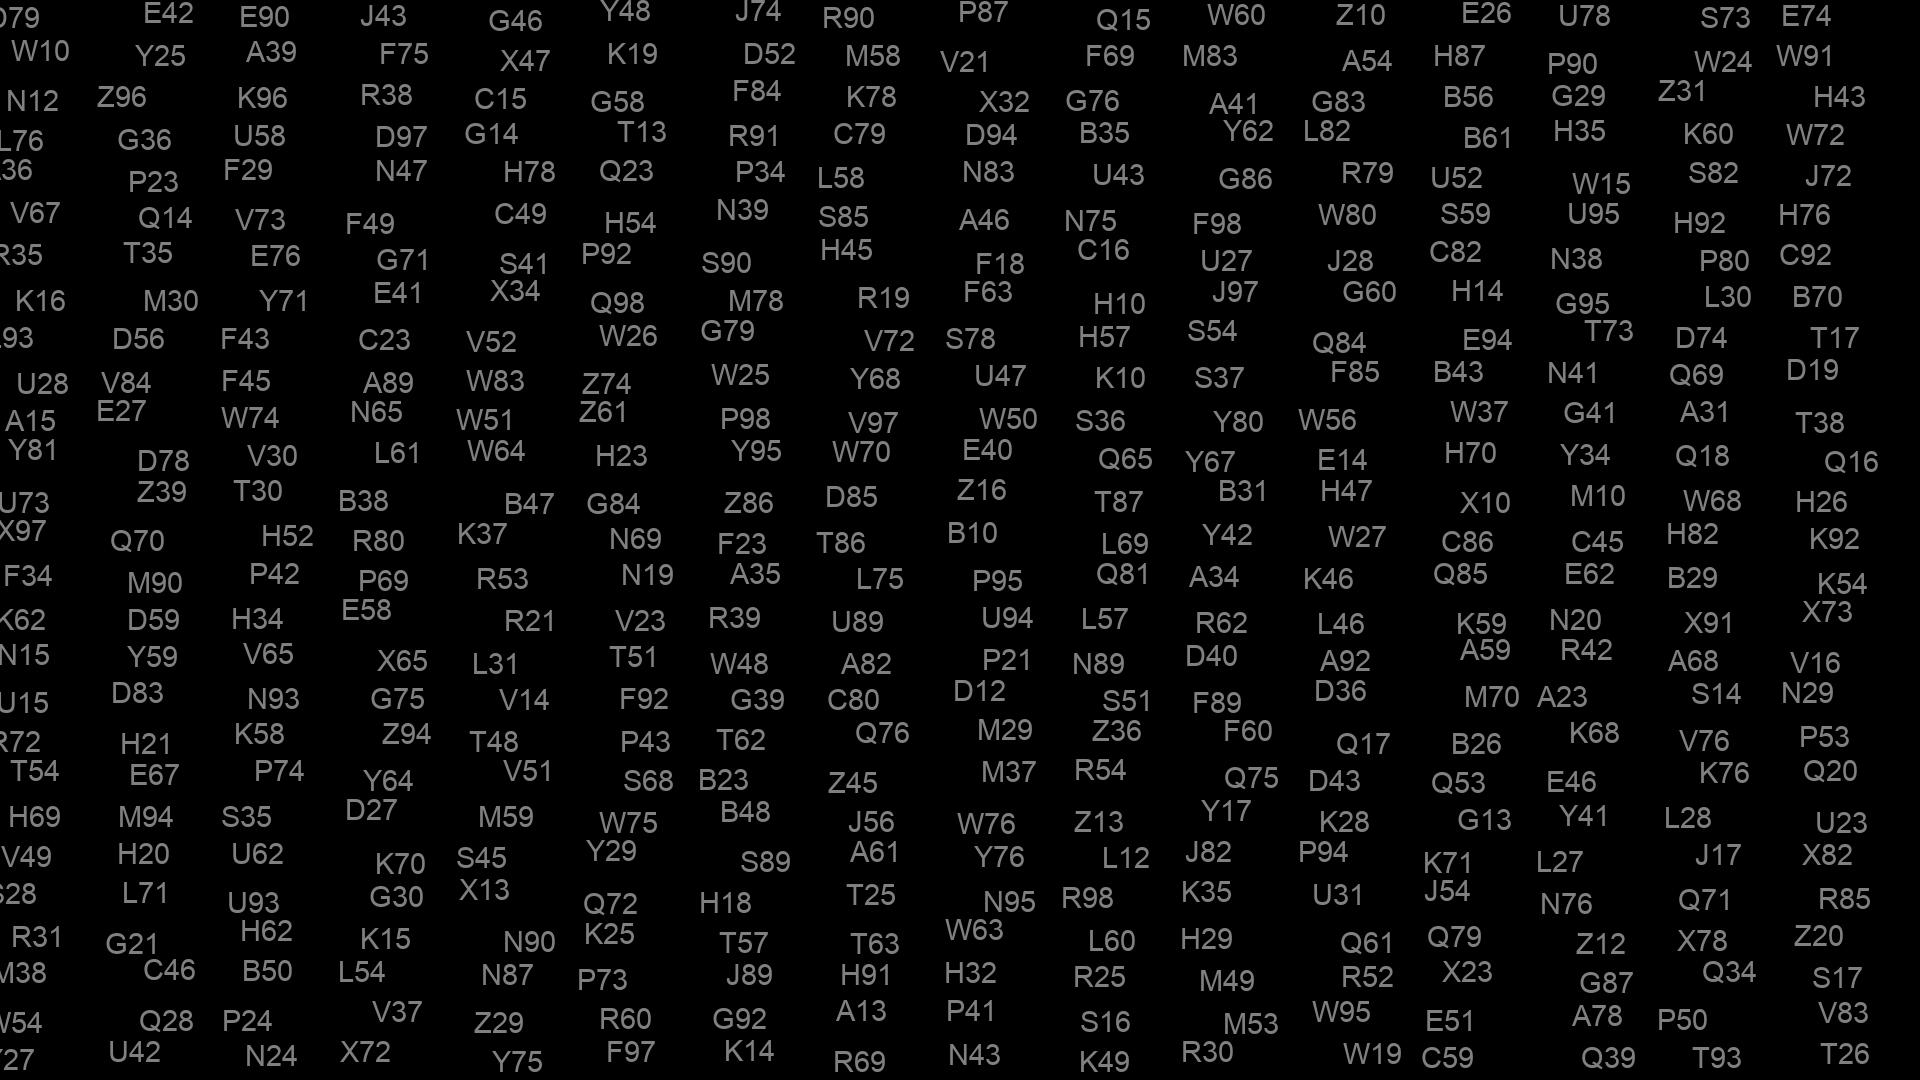 E42 E90 J43 G46 Y48 J74 R90 P87 Q15 W60 Z10 E26 U78 S73 E74
W10 Y25 A39 F75 X47 K19 D52 M58 V21 F69 M83 A54 H87 P90 W24 W91
N12 Z96 K96 R38 C15 G58 F84 K78 X32 G76 A41 G83 B56 G29 Z31 H43
L76 G36 U58 D97 G14 T13 R91 C79 D94 B35 Y62 L82 B61 H35 K60 W72
P23 F29 N47 H78 Q23 P34 L58 N83 U43 G86 R79 U52 W15 S82 J72
V67 Q14 V73 F49 C49 H54 N39 S85 A46 N75 F98 W80 S59 U95 H92 H76
R35 T35 E76 G71 S41 P92 S90 H45 F18 C16 U27 J28 C82 N38 P80 C92
K16 M30 Y71 E41 X34 Q98 M78 R19 F63 H10 J97 G60 H14 G95 L30 B70
D56 F43 C23 V52 W26 G79 V72 S78 H57 S54 Q84 E94 T73 D74 T17
U28 V84 F45 A89 W83 Z74 W25 Y68 U47 K10 S37 F85 B43 N41 Q69 D19
A15 E27 W74 N65 W51 Z61 P98 V97 W50 S36 Y80 W56 W37 G41 A31 T38
Y81 D78 V30 L61 W64 H23 Y95 W70 E40 Q65 Y67 E14 H70 Y34 Q18 Q16
U73 Z39 T30 B38 B47 G84 Z86 D85 Z16 T87 B31 H47 X10 M10 W68 H26
X97 Q70 H52 R80 K37 N69 F23 T86 B10 L69 Y42 W27 C86 C45 H82 K92
F34 M90 P42 P69 R53 N19 A35 L75 P95 Q81 A34 K46 Q85 E62 B29 K54
K62 D59 H34 E58 R21 V23 R39 U89 U94 L57 R62 L46 K59 N20 X91 X73
N15 Y59 V65 X65 L31 T51 W48 A82 P21 N89 D40 A92 A59 R42 A68 V16
U15 D83 N93 G75 V14 F92 G39 C80 D12 S51 F89 D36 M70 A23 S14 N29
R72 H21 K58 Z94 T48 P43 T62 Q76 M29 Z36 F60 Q17 B26 K68 V76 P53
T54 E67 P74 Y64 V51 S68 B23 Z45 M37 R54 Q75 D43 Q53 E46 K76 Q20
H69 M94 S35 D27 M59 W75 B48 J56 W76 Z13 Y17 K28 G13 Y41 L28 U23
V49 H20 U62 K70 S45 Y29 S89 A61 Y76 L12 J82 P94 K71 L27 J17 X82
S28 L71 U93 G30 X13 Q72 H18 T25 N95 R98 K35 U31 J54 N76 Q71 R85
R31 G21 H62 K15 N90 K25 T57 T63 W63 L60 H29 Q61 Q79 Z12 X78 Z20
M38 C46 B50 L54 N87 P73 J89 H91 H32 R25 M49 R52 X23 G87 Q34 S17
W54 Q28 P24 V37 Z29 R60 G92 A13 P41 S16 M53 W95 E51 A78 P50 V83
U42 N24 X72 Y75 F97 K14 R69 N43 K49 R30 W19 C59 Q39 T93 T26